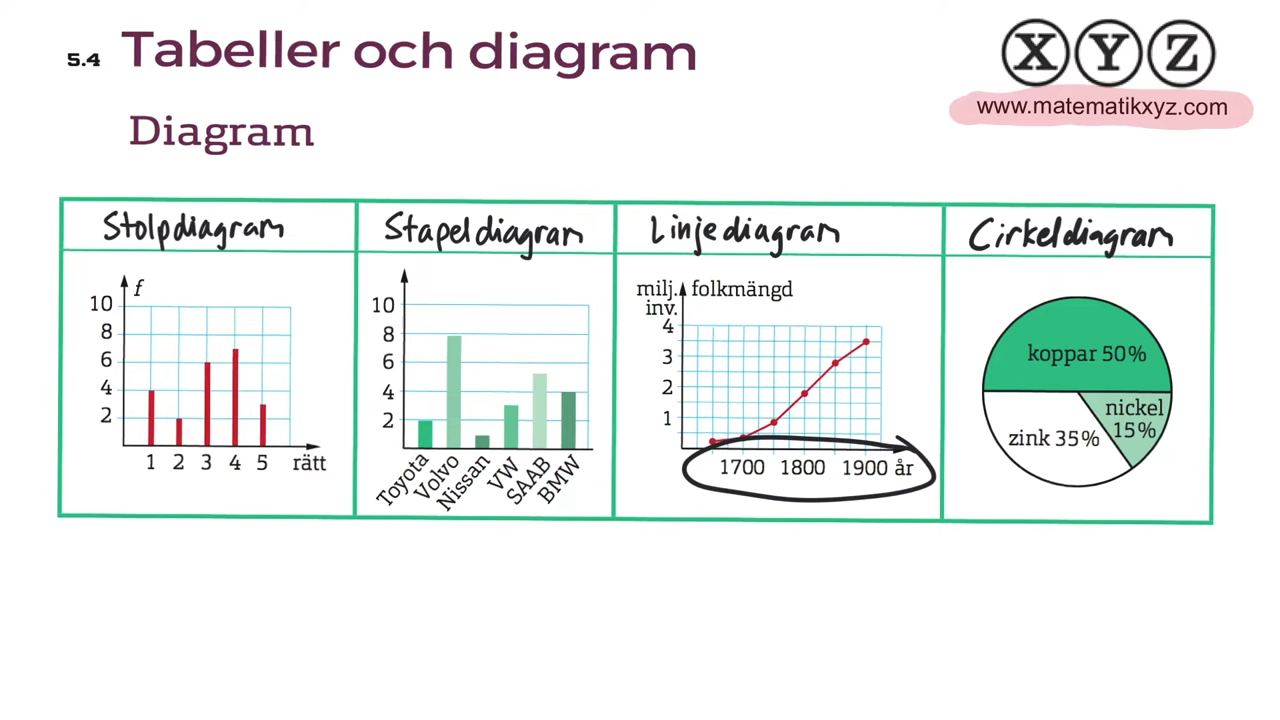 5.4 Tabeller och diagram
X Y Z
www.matematikxyz.com
Diagram
Stolpdiagram
Stapeldiagram
Linjediagram
Cirkeldiagram
f
10
8
6
4
2
1 2 3 4 5 rätt
10
8
6
4
2
Toyota
Volvo
Nissan
VW
SAAB
BMW
milj. folkmängd
inv.
4
3
2
1
1700 1800 1900 år
koppar 50%
nickel
15%
zink 35%